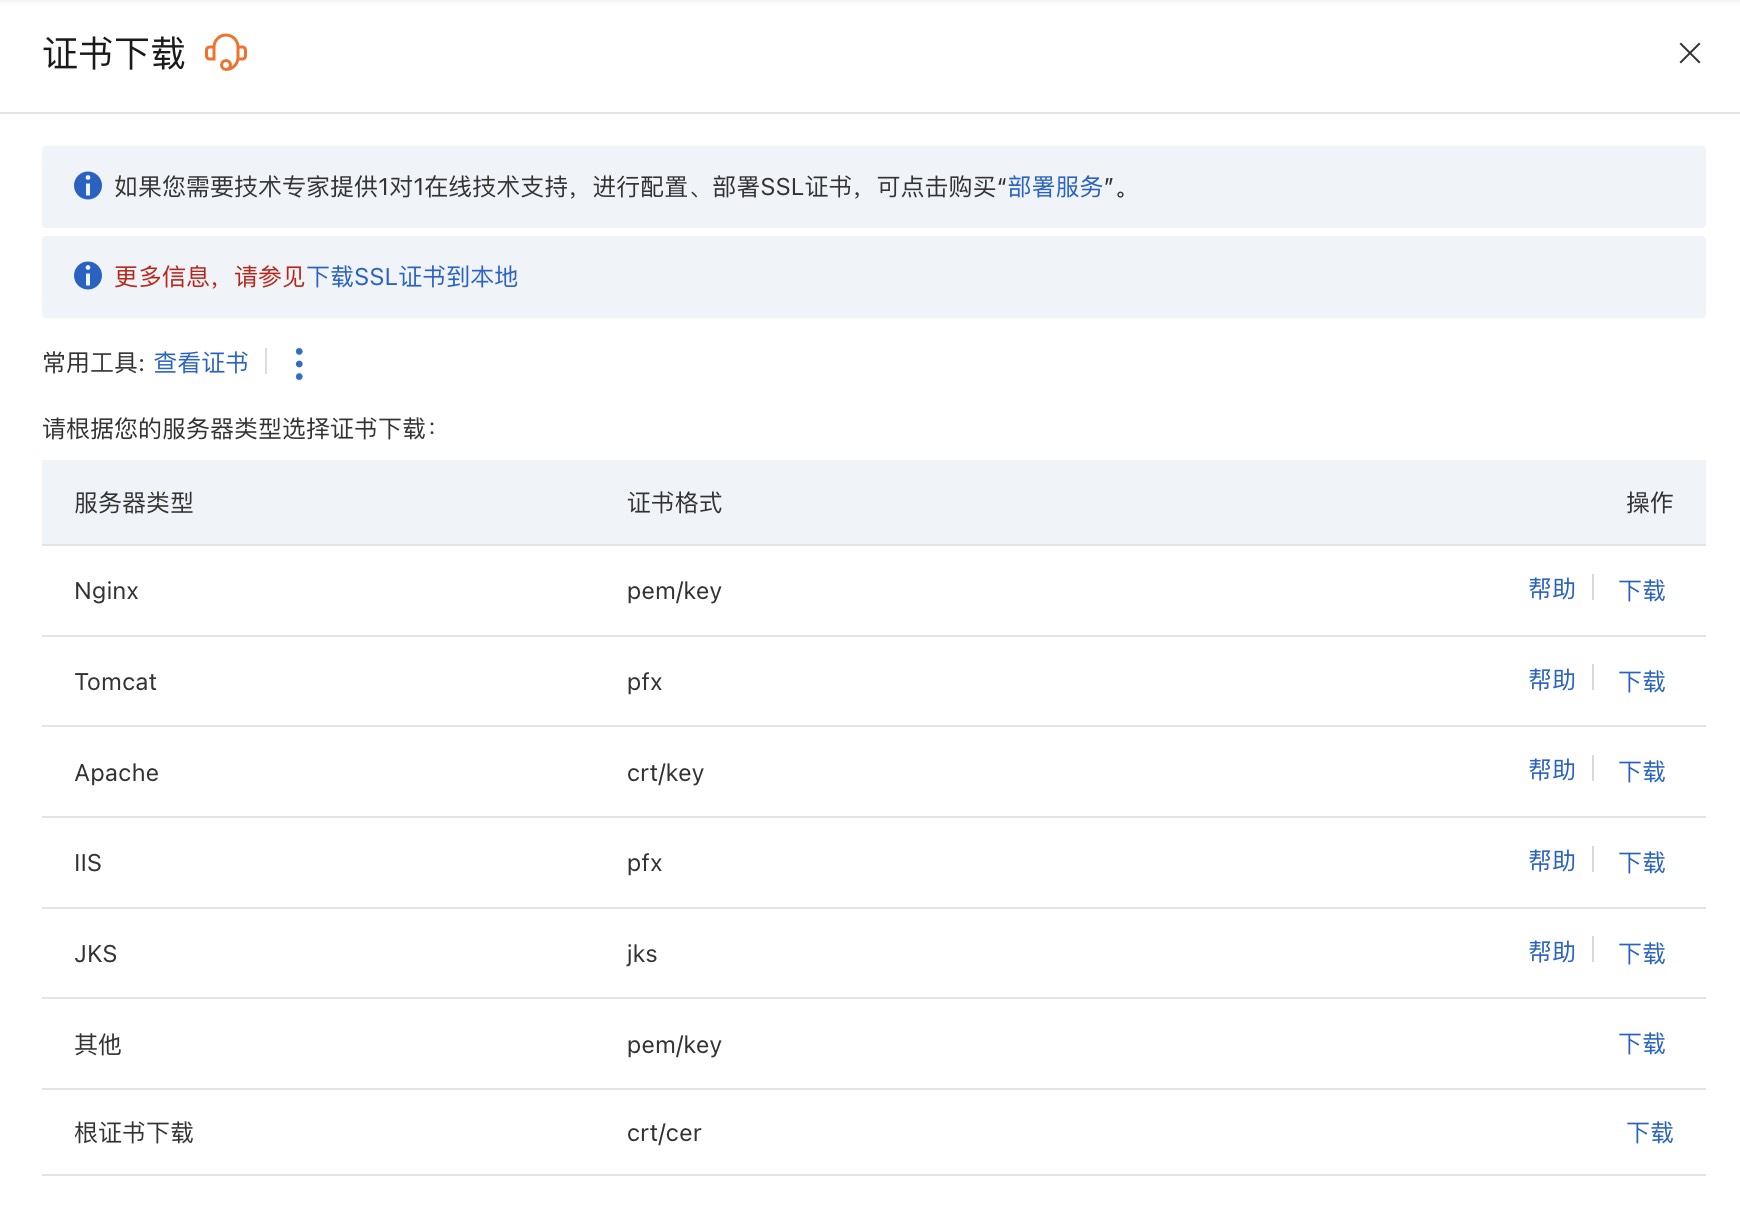 证书下载
如果您需要技术专家提供1对1在线技术支持，进行配置、部署SSL证书，可点击购买“部署服务”。
更多信息，请参见下载SSL证书到本地
常用工具: 查看证书
请根据您的服务器类型选择证书下载：
服务器类型 证书格式 操作
Nginx pem/key 帮助 下载
Tomcat pfx 帮助 下载
Apache crt/key 帮助 下载
IIS pfx 帮助 下载
JKS jks 帮助 下载
其他 pem/key 下载
根证书下载 crt/cer 下载